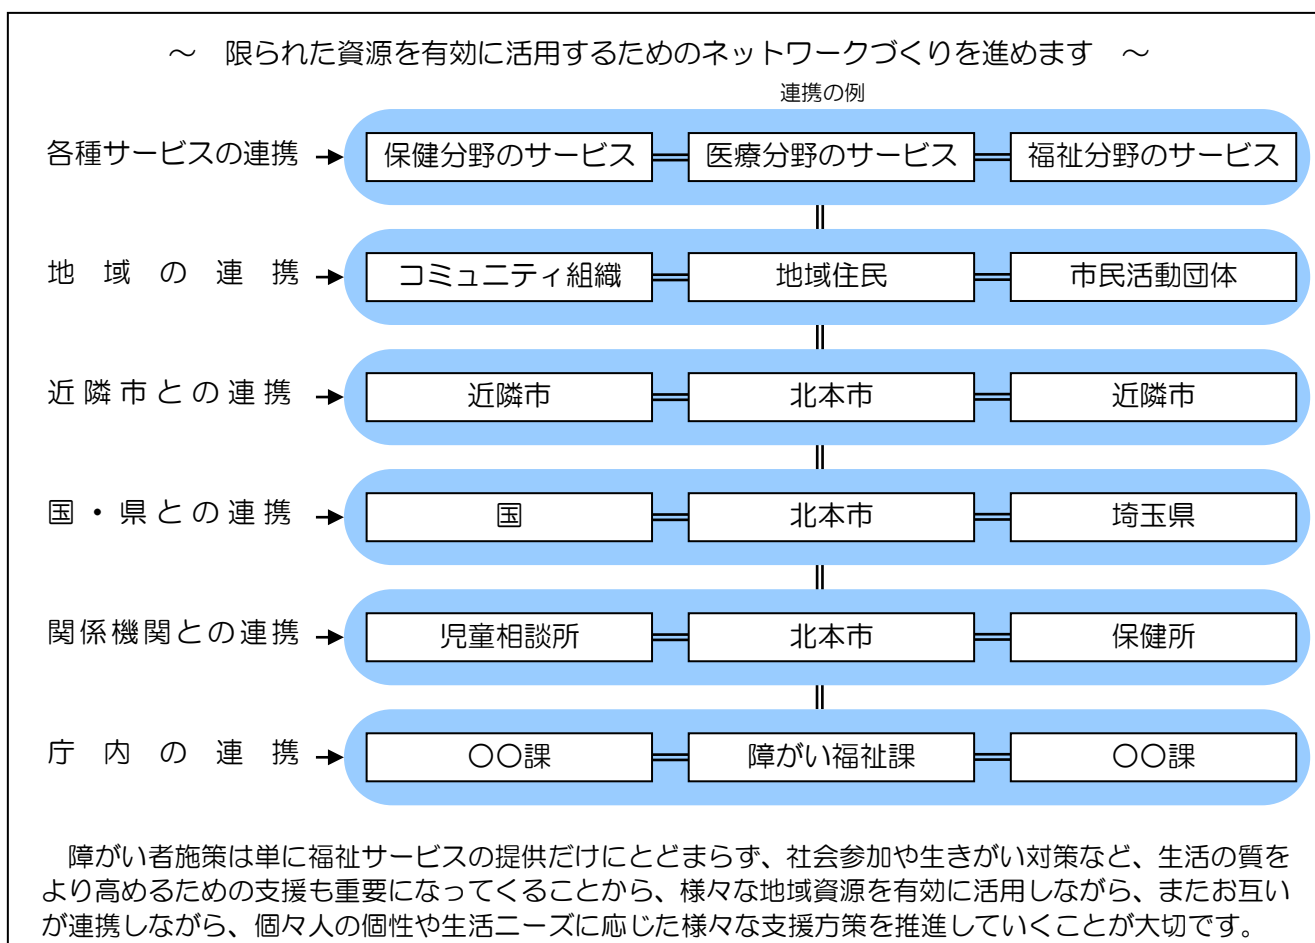 ～ 限られた資源を有効に活用するためのネットワークづくりを進めます ～
連携の例
各種サービスの連携 保健分野のサービス 医療分野のサービス 福祉分野のサービス
地域の連携 コミュニティ組織 地域住民 市民活動団体
近隣市との連携 近隣市 北本市 近隣市
国・県との連携 国 北本市 埼玉県
関係機関との連携 児童相談所 北本市 保健所
庁内の連携 〇〇課 障がい福祉課 〇〇課
障がい者施策は単に福祉サービスの提供だけにとどまらず、社会参加や生きがい対策など、生活の質を
より高めるための支援も重要になってくることから、様々な地域資源を有効に活用しながら、またお互い
が連携しながら、個々人の個性や生活ニーズに応じた様々な支援方策を推進していくことが大切です。